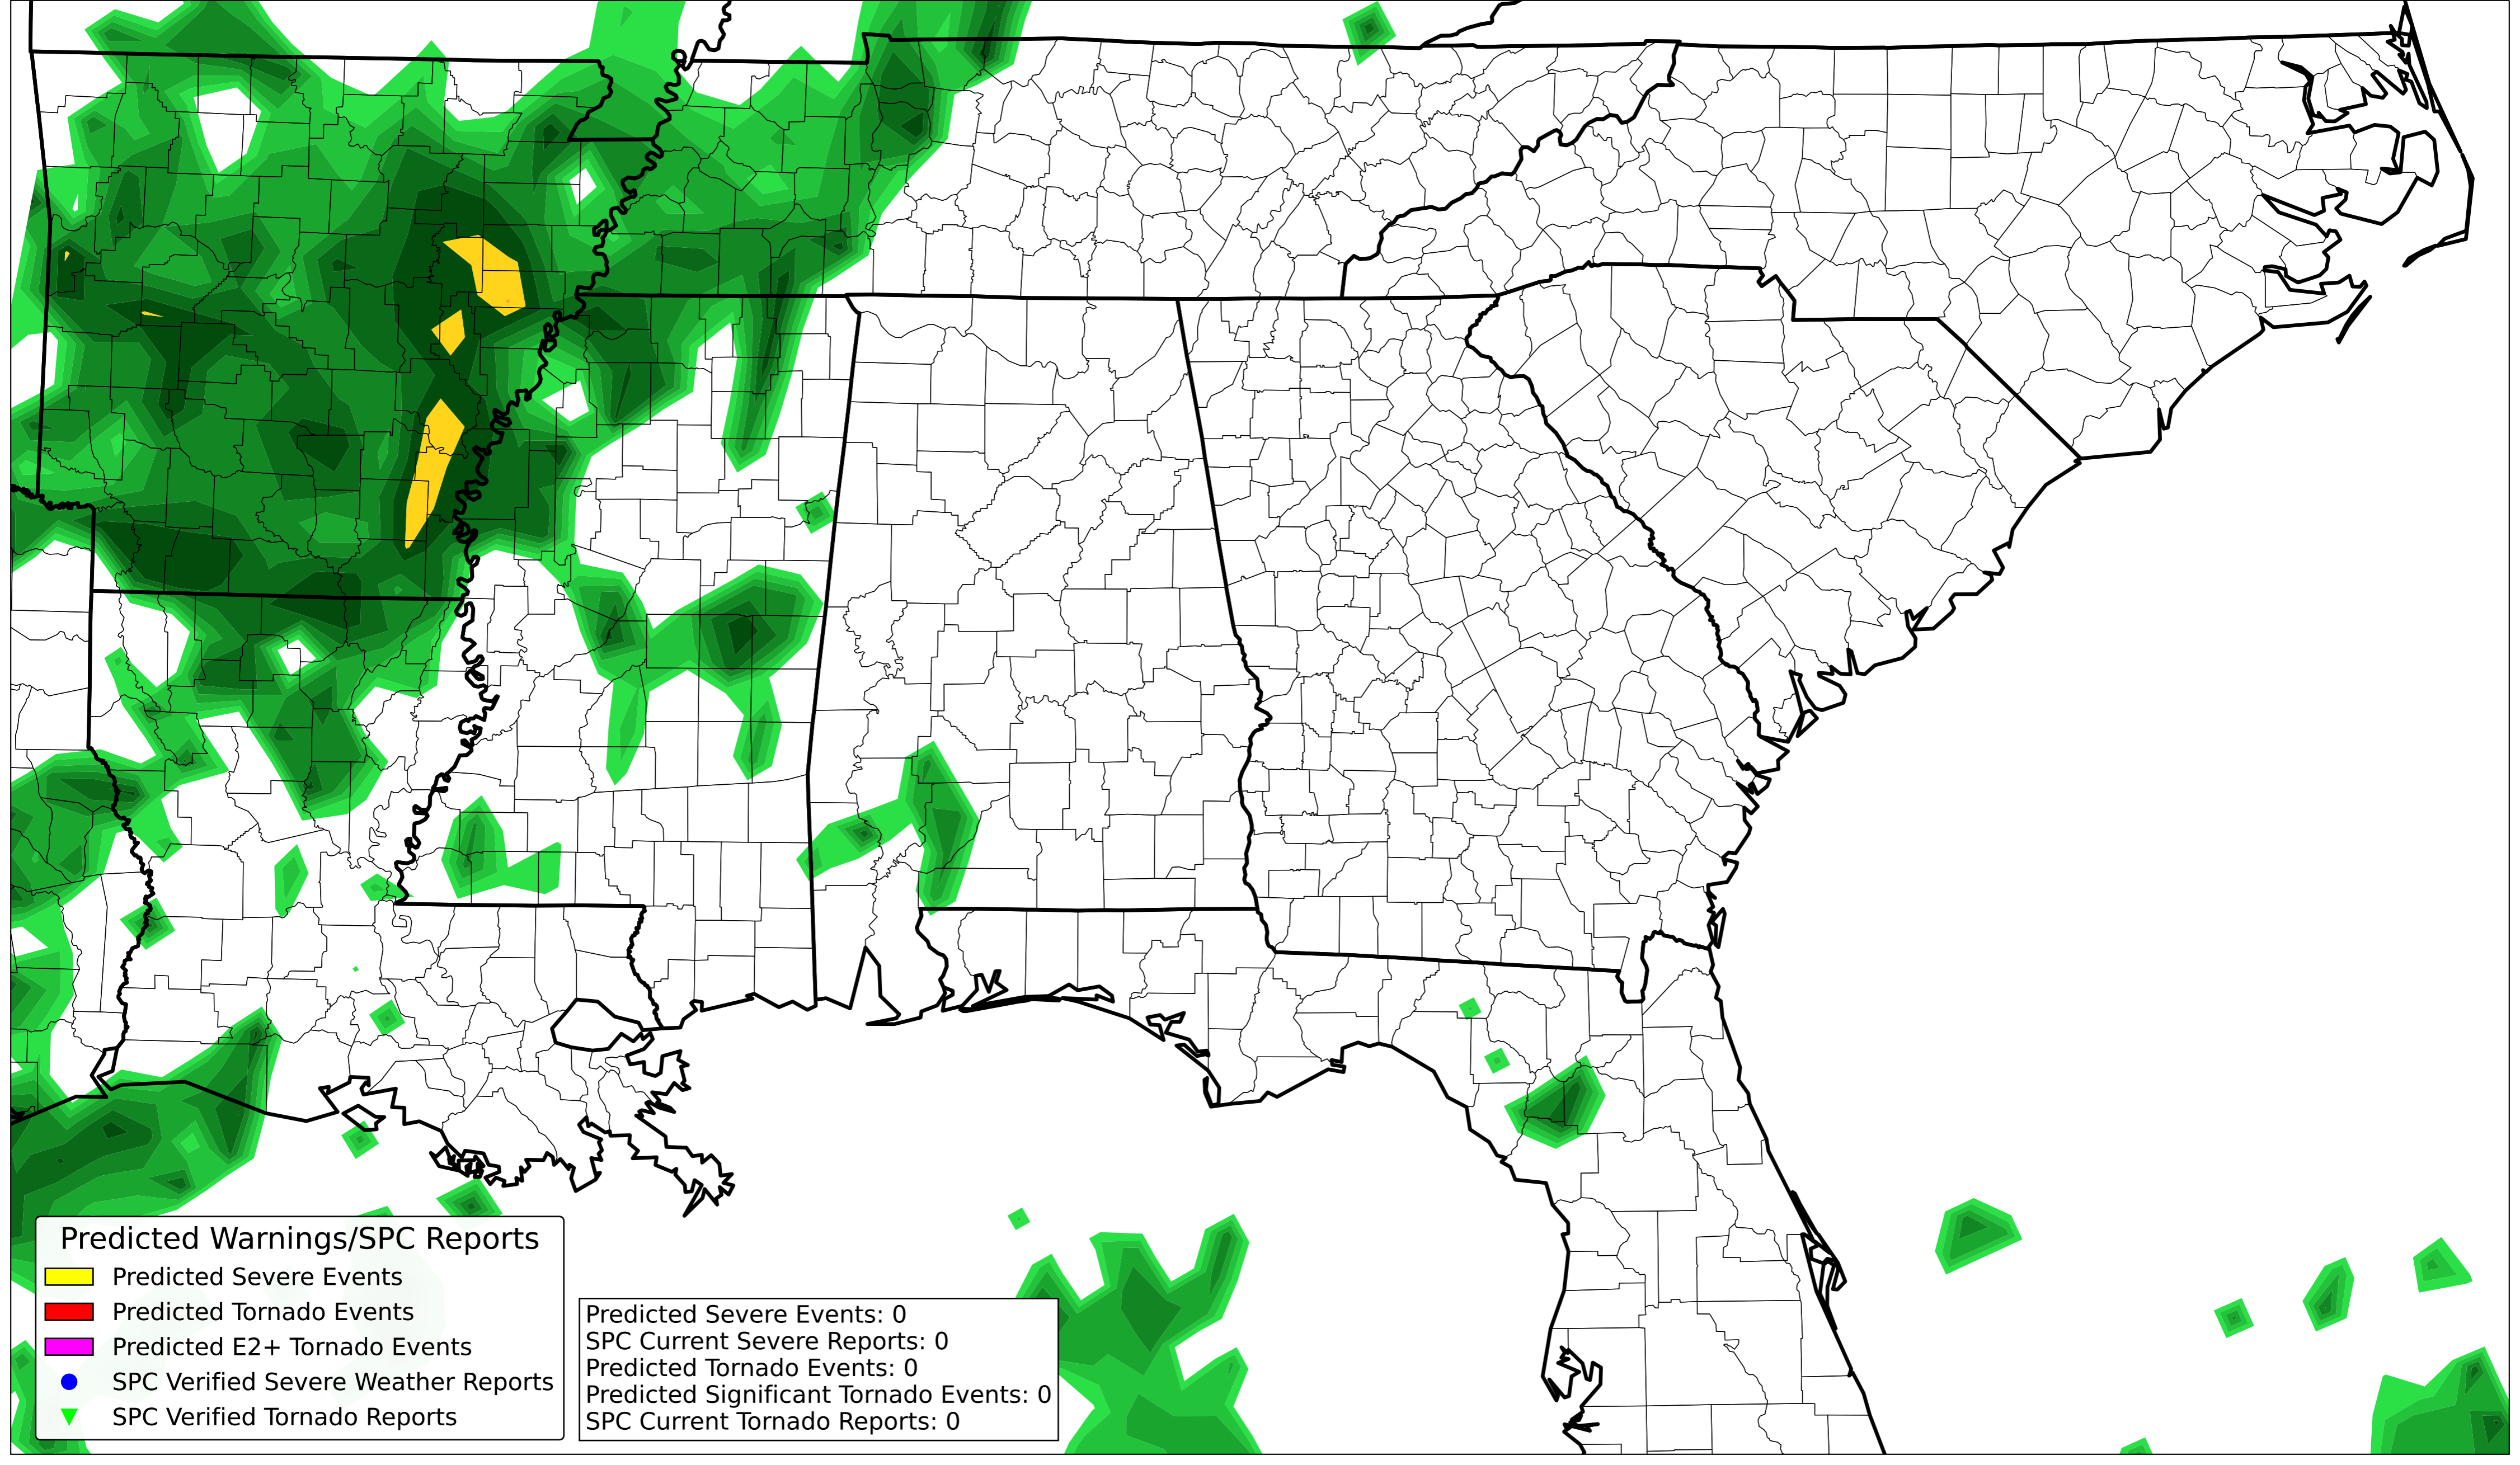 Predicted Warnings/SPC Reports
Predicted Severe Events
Predicted Tornado Events
Predicted E2+ Tornado Events
SPC Verified Severe Weather Reports
SPC Verified Tornado Reports
Predicted Severe Events: 0
SPC Current Severe Reports: 0
Predicted Tornado Events: 0
Predicted Significant Tornado Events: 0
SPC Current Tornado Reports: 0